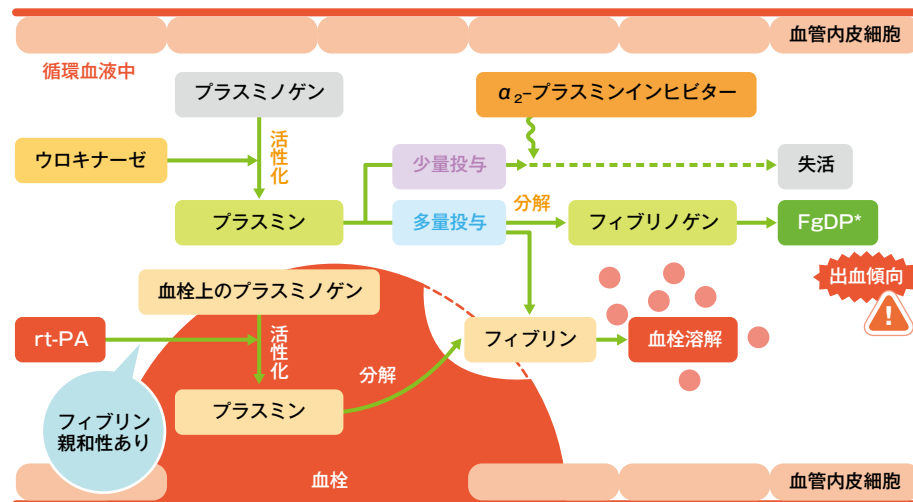 血管内皮細胞
循環血液中
プラスミノゲン
α₂-プラスミンインヒビター
ウロキナーゼ
活性化
少量投与
失活
プラスミン
多量投与
分解
フィブリノゲン
FgDP*
出血傾向
!
血栓上のプラスミノゲン
rt-PA
活性化
フィブリン
血栓溶解
分解
プラスミン
フィブリン
親和性あり
血栓
血管内皮細胞